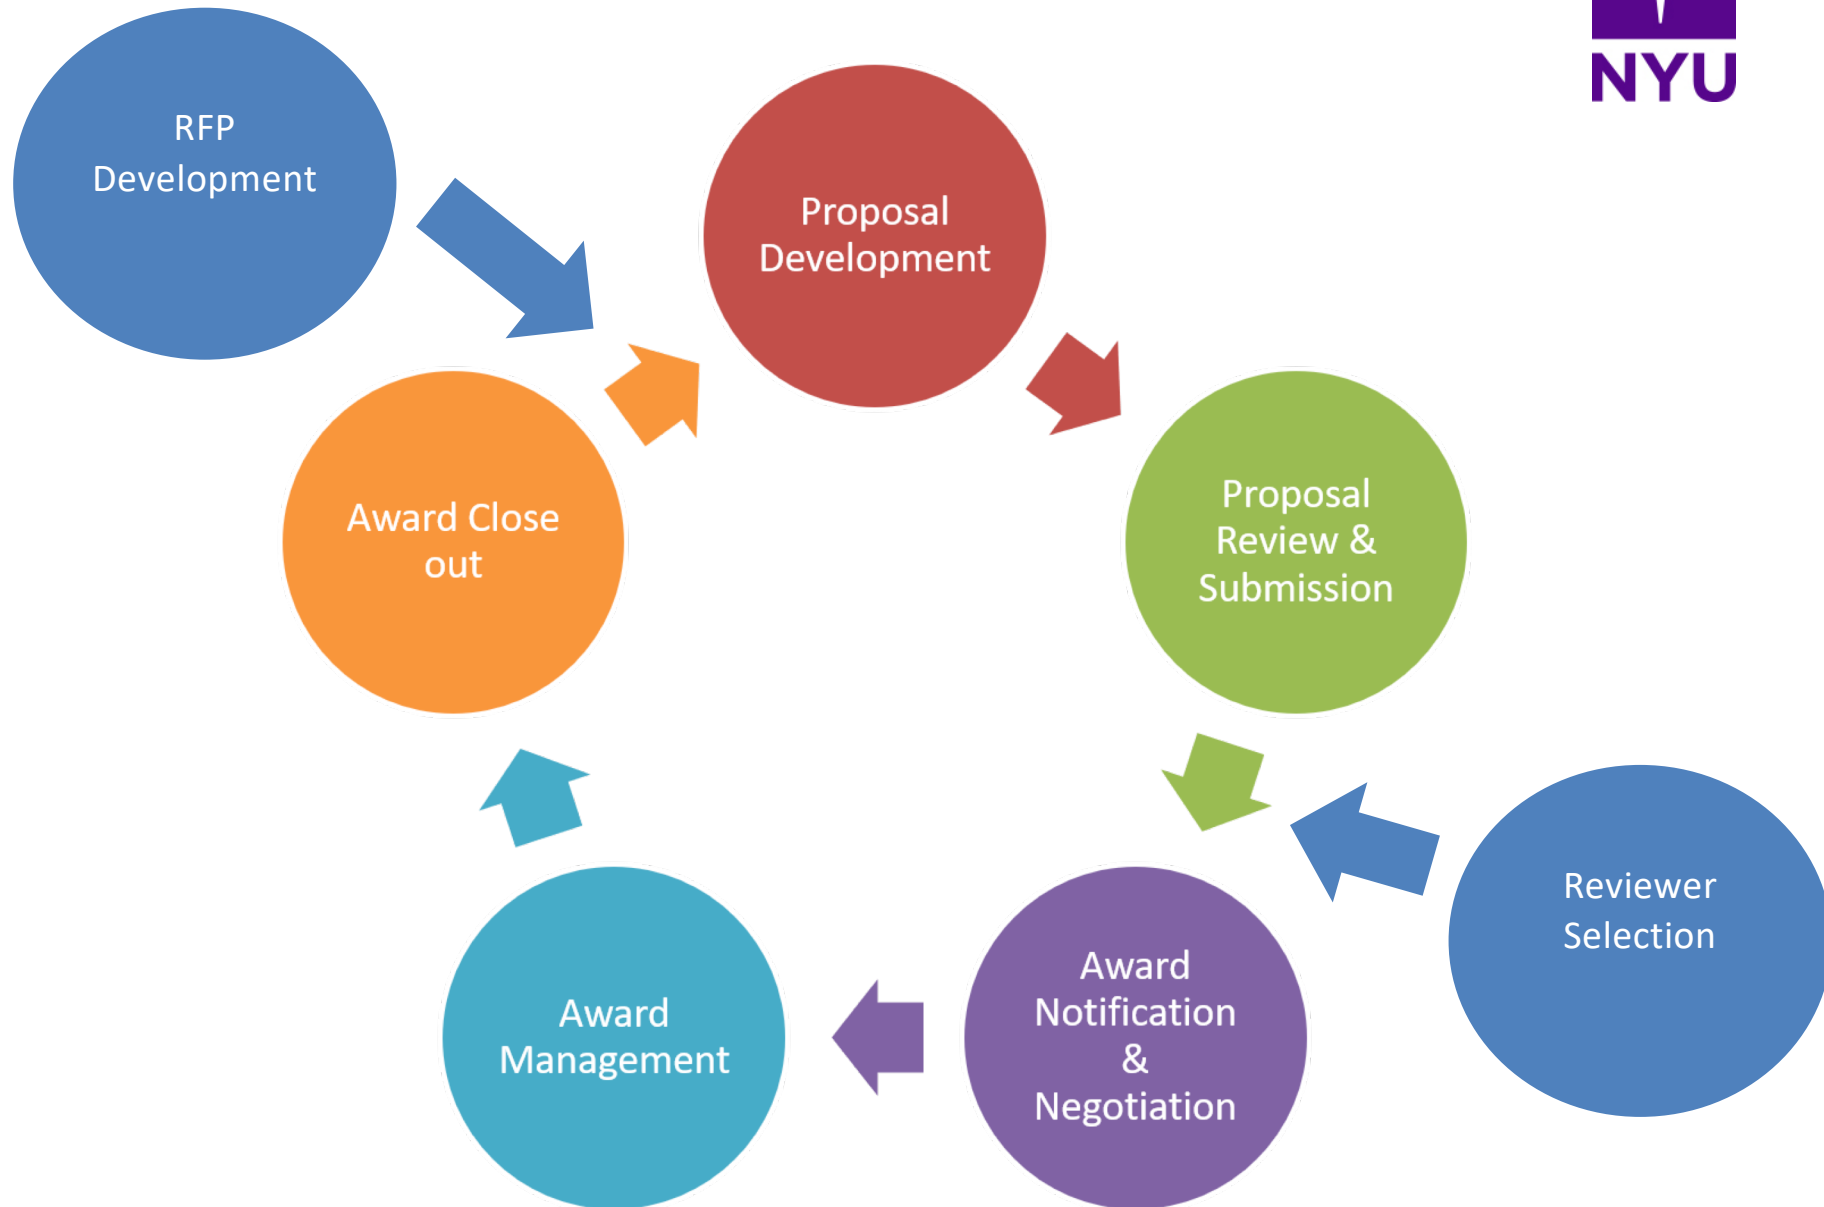 NYU
RFP
Development
Proposal
Development
Proposal
Review &
Submission
Reviewer
Selection
Award
Notification
&
Negotiation
Award
Management
Award Close
out